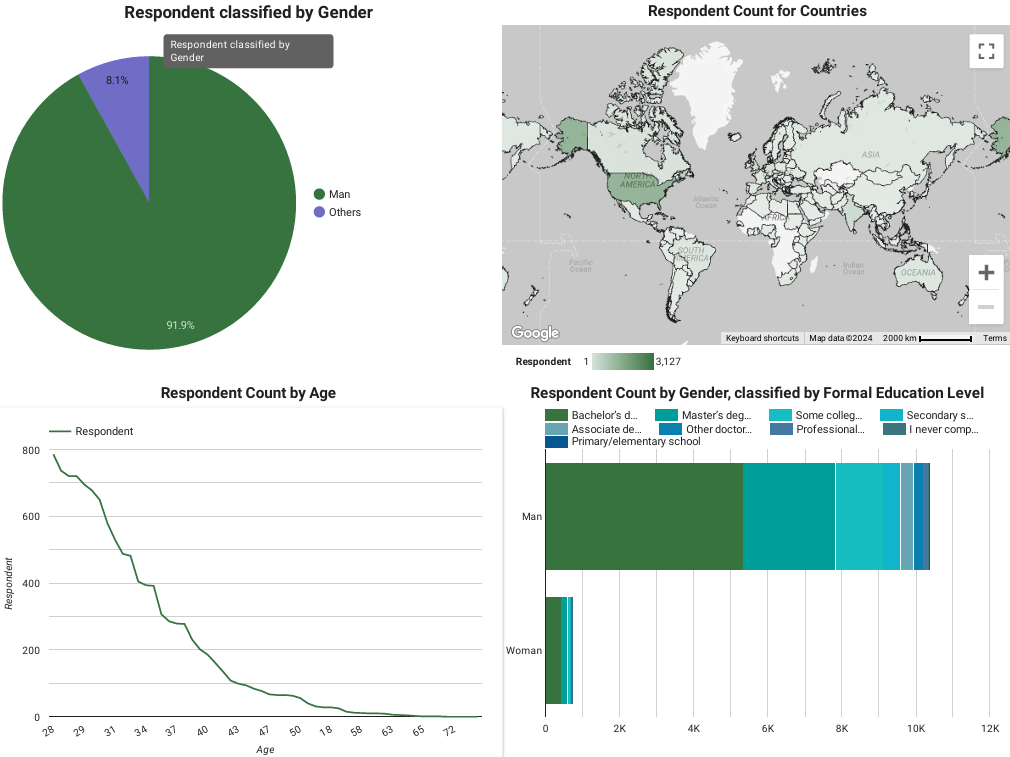 Respondent classified by Gender
Respondent classified by
Gender
8.1%
91.9%
Man
Others
Respondent Count for Countries
NORTH
AMERICA
ASIA
Atlantic
Ocean
AFRIC
SOUTH
AMERICA
Pacific
Ocean
Indian
Ocean
OCEANIA
Google
Keyboard shortcuts
Map data ©2024
2000 km
Terms
Respondent 1 3,127
Respondent Count by Age
Respondent
800
600
400
200
0
Respondent
28 29 31 34 37 40 43 47 50 18 58 63 65 72
Age
Respondent Count by Gender, classified by Formal Education Level
Bachelor's d... Master's deg... Some colleg... Secondary s...
Associate de... Other doctor... Professional... I never comp...
Primary/elementary school
Man
Woman
0 2K 4K 6K 8K 10K 12K